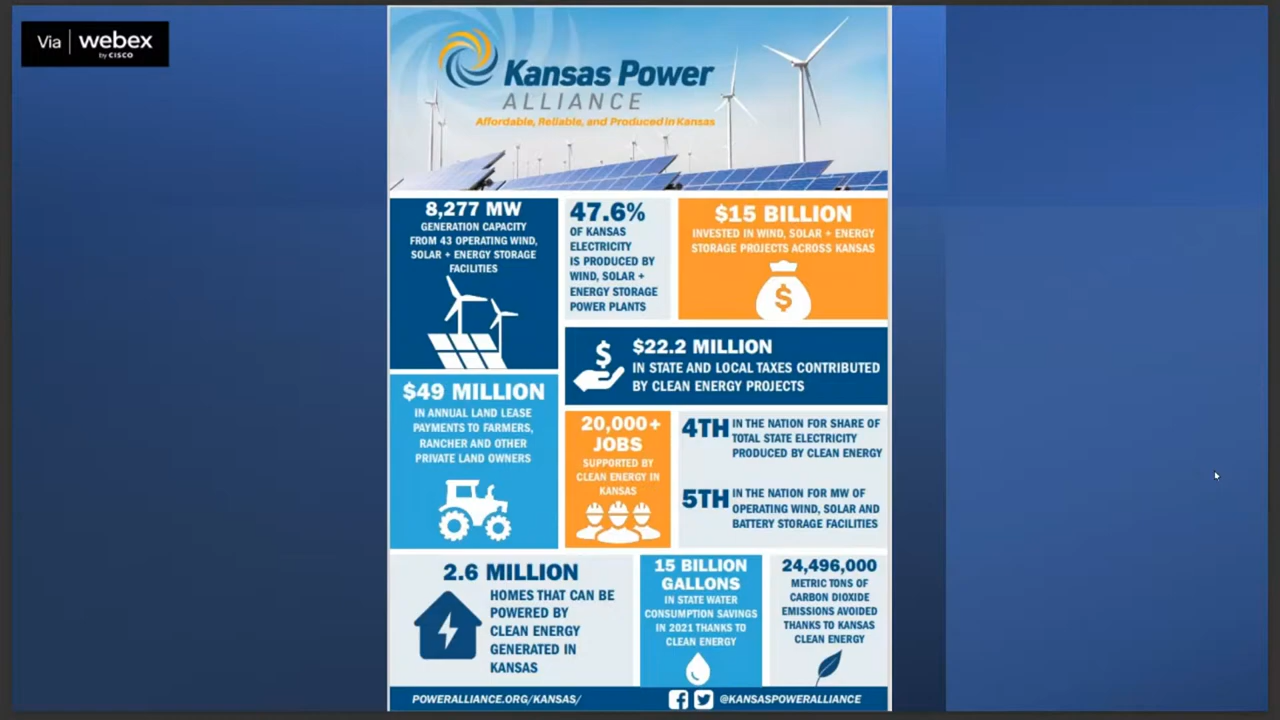 Via | webex
by CISCO
Kansas Power
ALLIANCE
Affordable, Reliable, and Produced in Kansas
8,277 MW
GENERATION CAPACITY
FROM 43 OPERATING WIND,
SOLAR + ENERGY STORAGE
FACILITIES
47.6%
OF KANSAS
ELECTRICITY
IS PRODUCED BY
WIND, SOLAR +
ENERGY STORAGE
POWER PLANTS
$15 BILLION
INVESTED IN WIND, SOLAR + ENERGY
STORAGE PROJECTS ACROSS KANSAS
$
$
$22.2 MILLION
IN STATE AND LOCAL TAXES CONTRIBUTED
BY CLEAN ENERGY PROJECTS
$49 MILLION
IN ANNUAL LAND LEASE
PAYMENTS TO FARMERS,
RANCHER AND OTHER
PRIVATE LAND OWNERS
20,000+
JOBS
SUPPORTED BY
CLEAN ENERGY IN
KANSAS
4TH IN THE NATION FOR SHARE OF
TOTAL STATE ELECTRICITY
PRODUCED BY CLEAN ENERGY
5TH IN THE NATION FOR MW OF
OPERATING WIND, SOLAR AND
BATTERY STORAGE FACILITIES
2.6 MILLION
HOMES THAT CAN BE
POWERED BY
CLEAN ENERGY
GENERATED IN
KANSAS
15 BILLION
GALLONS
IN STATE WATER
CONSUMPTION SAVINGS
IN 2021 THANKS TO
CLEAN ENERGY
24,496,000
METRIC TONS OF
CARBON DIOXIDE
EMISSIONS AVOIDED
THANKS TO KANSAS
CLEAN ENERGY
POWERALLIANCE.ORG/KANSAS/
@KANSASPOWERALLIANCE